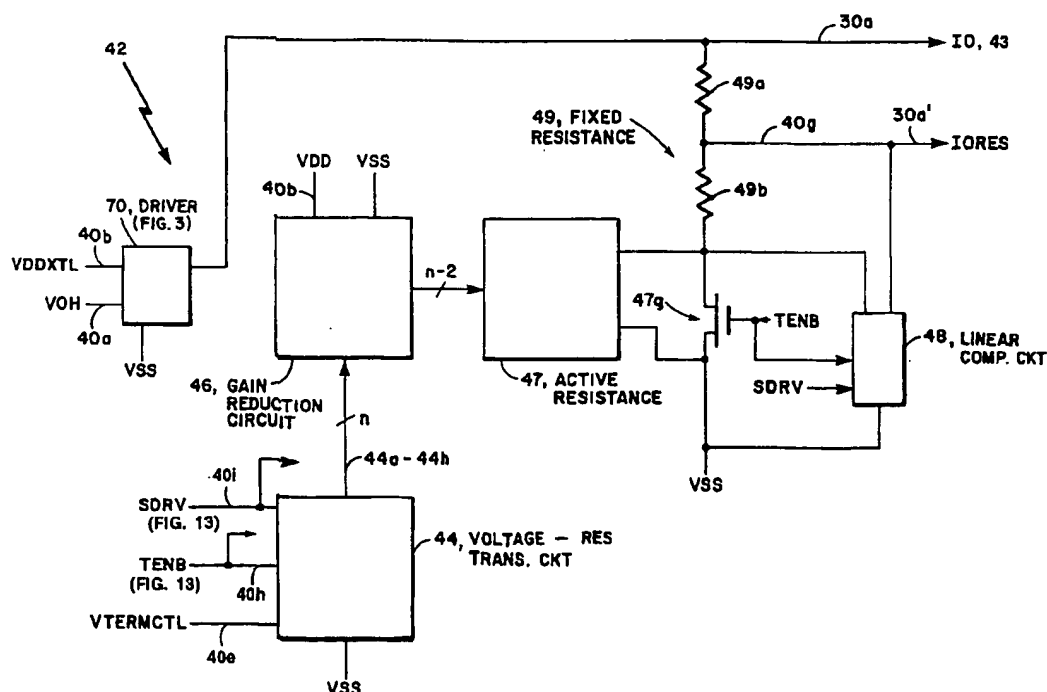 42
30a
IO, 43
49a
49, FIXED
RESISTANCE
40g
30a'
IORES
49b
VDD
VSS
40b
70, DRIVER
(FIG. 3)
40b
VDDXTL
VOH
40a
VSS
n-2
47g
TENB
SDRV
48, LINEAR
COMP. CKT
46, GAIN
REDUCTION
CIRCUIT
47, ACTIVE
RESISTANCE
n
44a - 44h
VSS
40i
SDRV
(FIG. 13)
TENB
(FIG. 13)
40h
44, VOLTAGE - RES
TRANS. CKT
VTERMCTL
40e
VSS